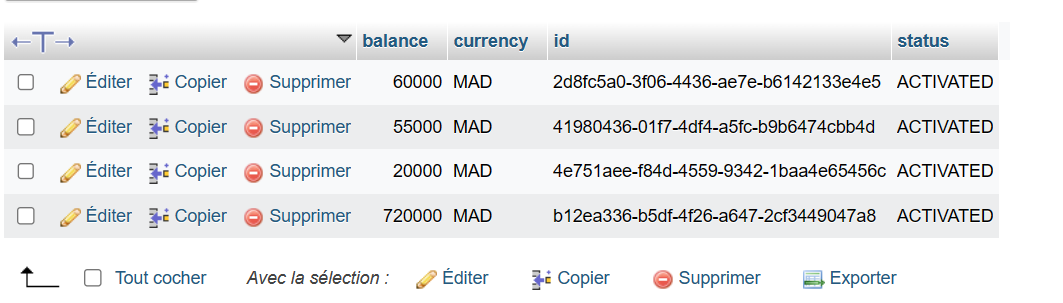 balance currency id status
Éditer Copier Supprimer 60000 MAD 2d8fc5a0-3f06-4436-ae7e-b6142133e4e5 ACTIVATED
Éditer Copier Supprimer 55000 MAD 41980436-01f7-4df4-a5fc-b9b6474cbb4d ACTIVATED
Éditer Copier Supprimer 20000 MAD 4e751aee-f84d-4559-9342-1baa4e65456c ACTIVATED
Éditer Copier Supprimer 720000 MAD b12ea336-b5df-4f26-a647-2cf3449047a8 ACTIVATED
Tout cocher Avec la sélection : Éditer Copier Supprimer Exporter